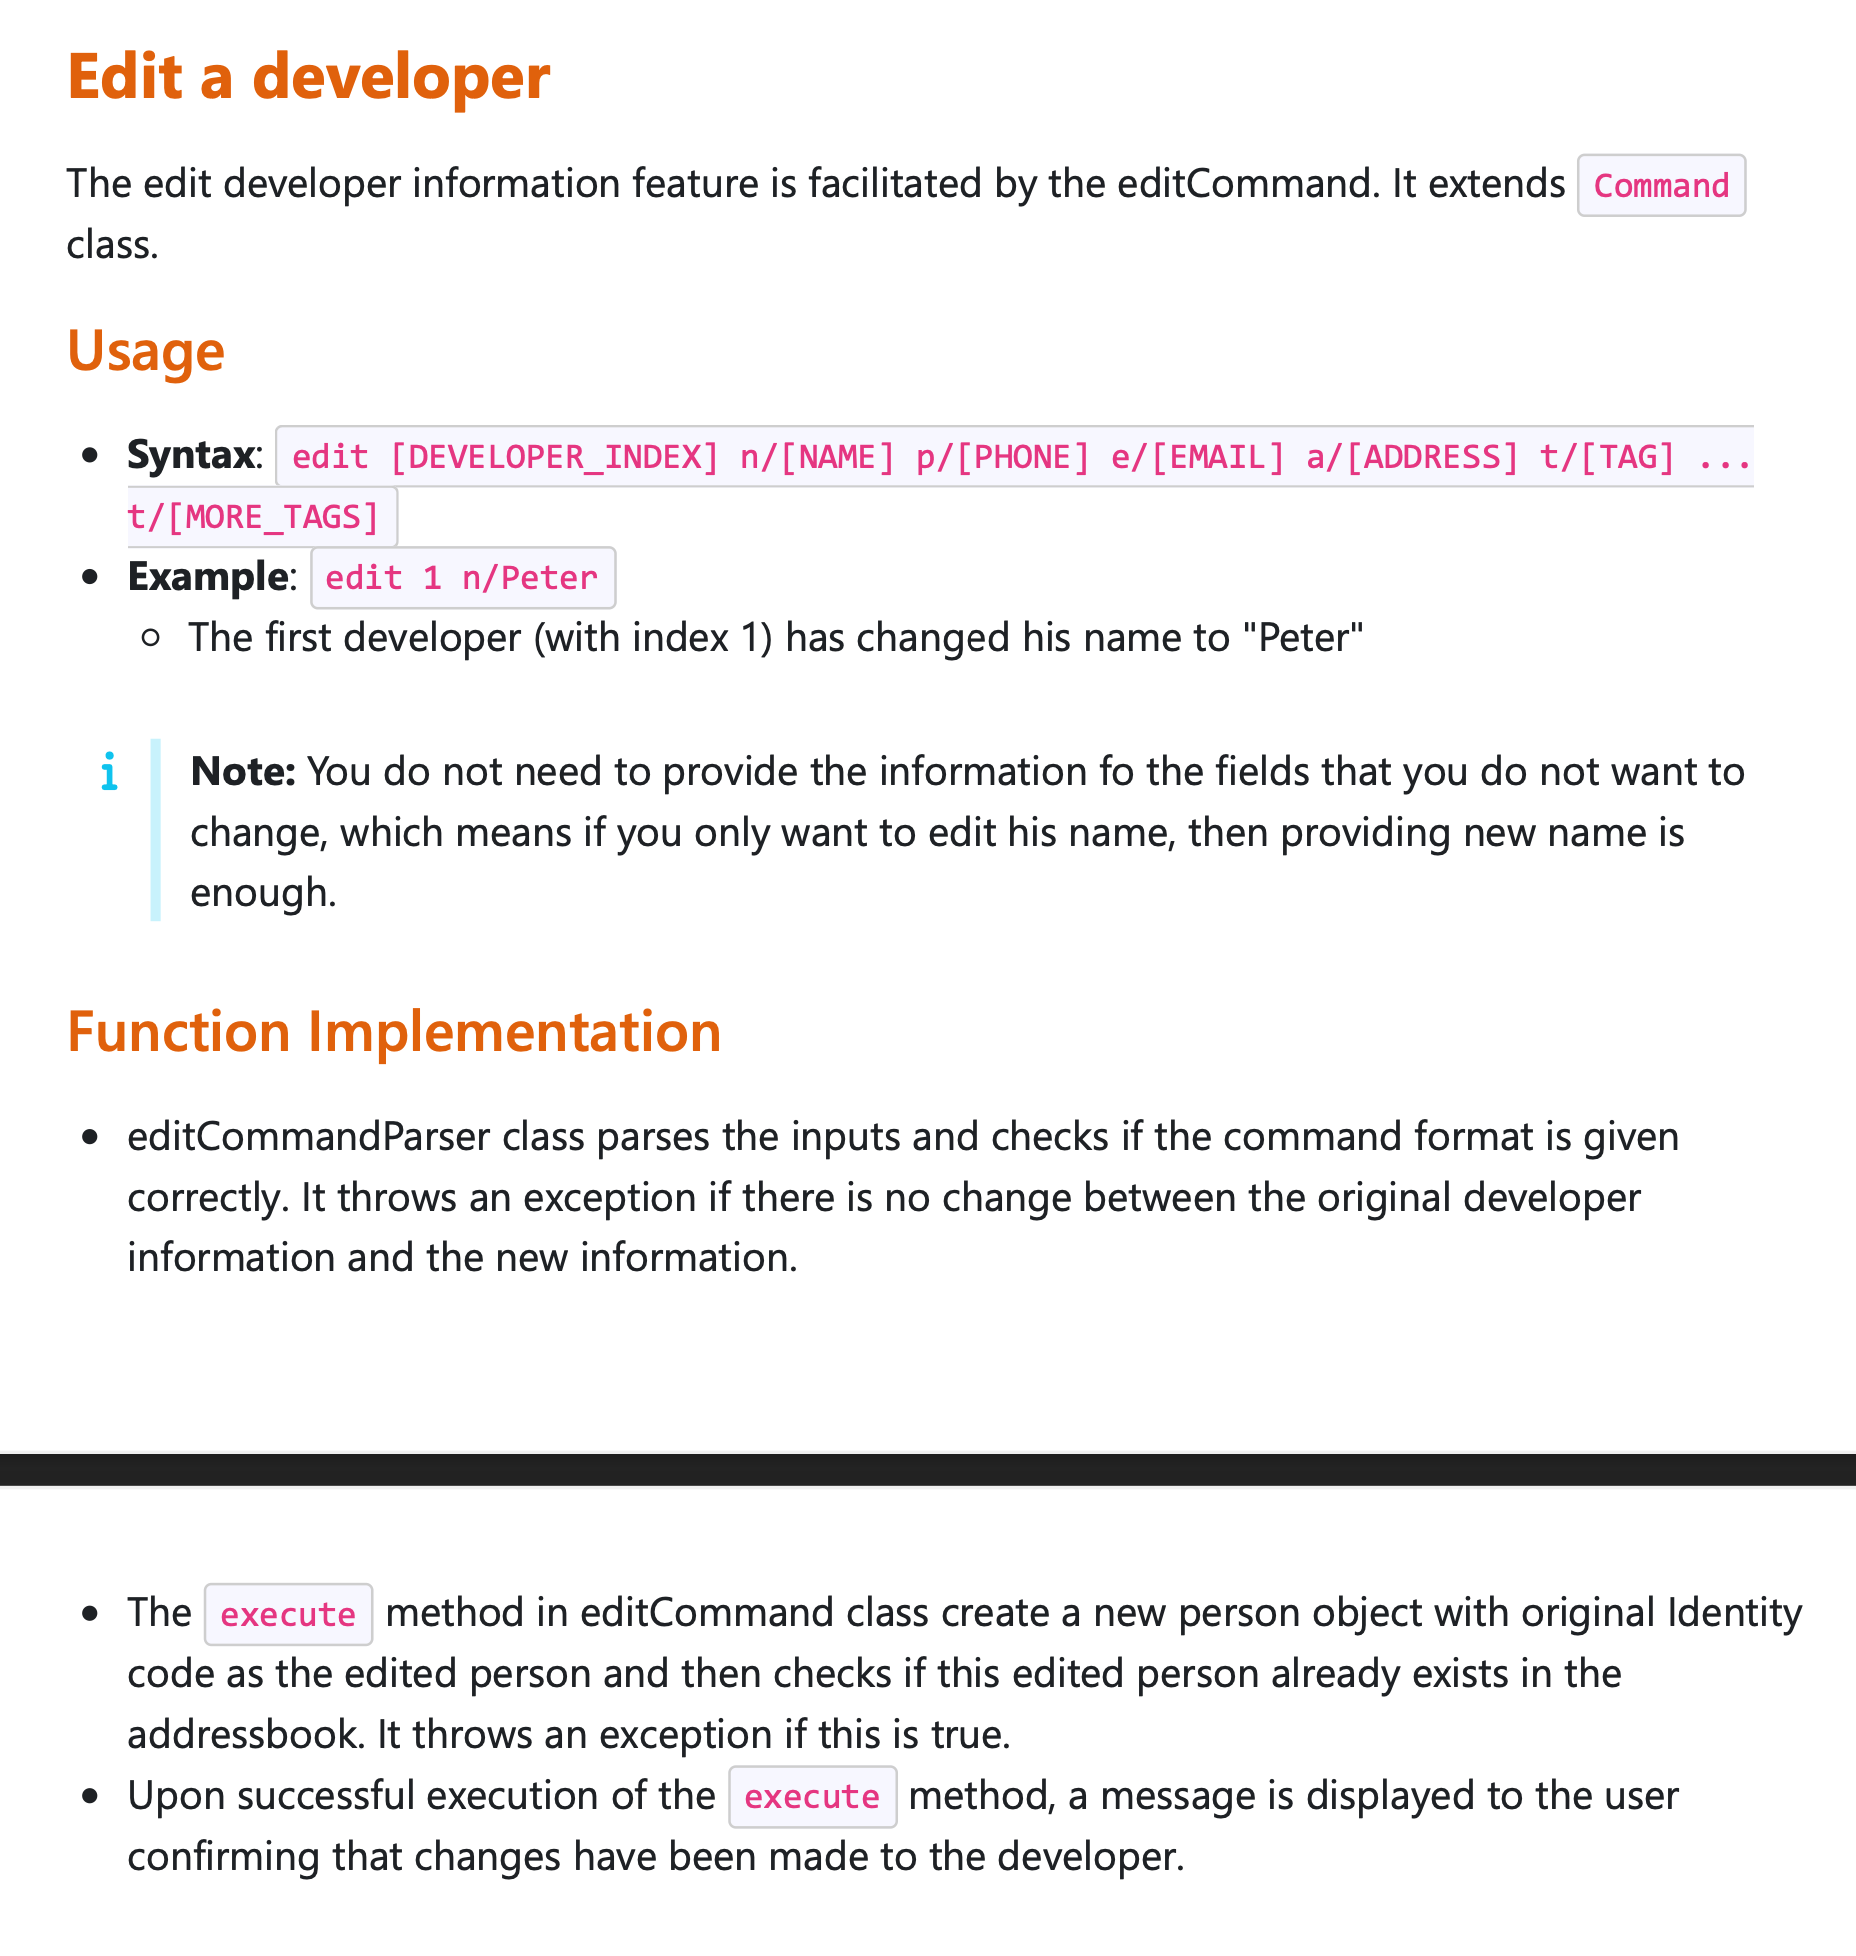 Edit a developer
The edit developer information feature is facilitated by the editCommand. It extends Command
class.
Usage
• Syntax: edit [DEVELOPER_INDEX] n/[NAME] p/[PHONE] e/[EMAIL] a/[ADDRESS] t/[TAG] ...
t/[MORE_TAGS]
• Example: edit 1 n/Peter
○ The first developer (with index 1) has changed his name to "Peter"
i Note: You do not need to provide the information fo the fields that you do not want to
change, which means if you only want to edit his name, then providing new name is
enough.
Function Implementation
• editCommandParser class parses the inputs and checks if the command format is given
correctly. It throws an exception if there is no change between the original developer
information and the new information.
• The execute method in editCommand class create a new person object with original Identity
code as the edited person and then checks if this edited person already exists in the
addressbook. It throws an exception if this is true.
• Upon successful execution of the execute method, a message is displayed to the user
confirming that changes have been made to the developer.